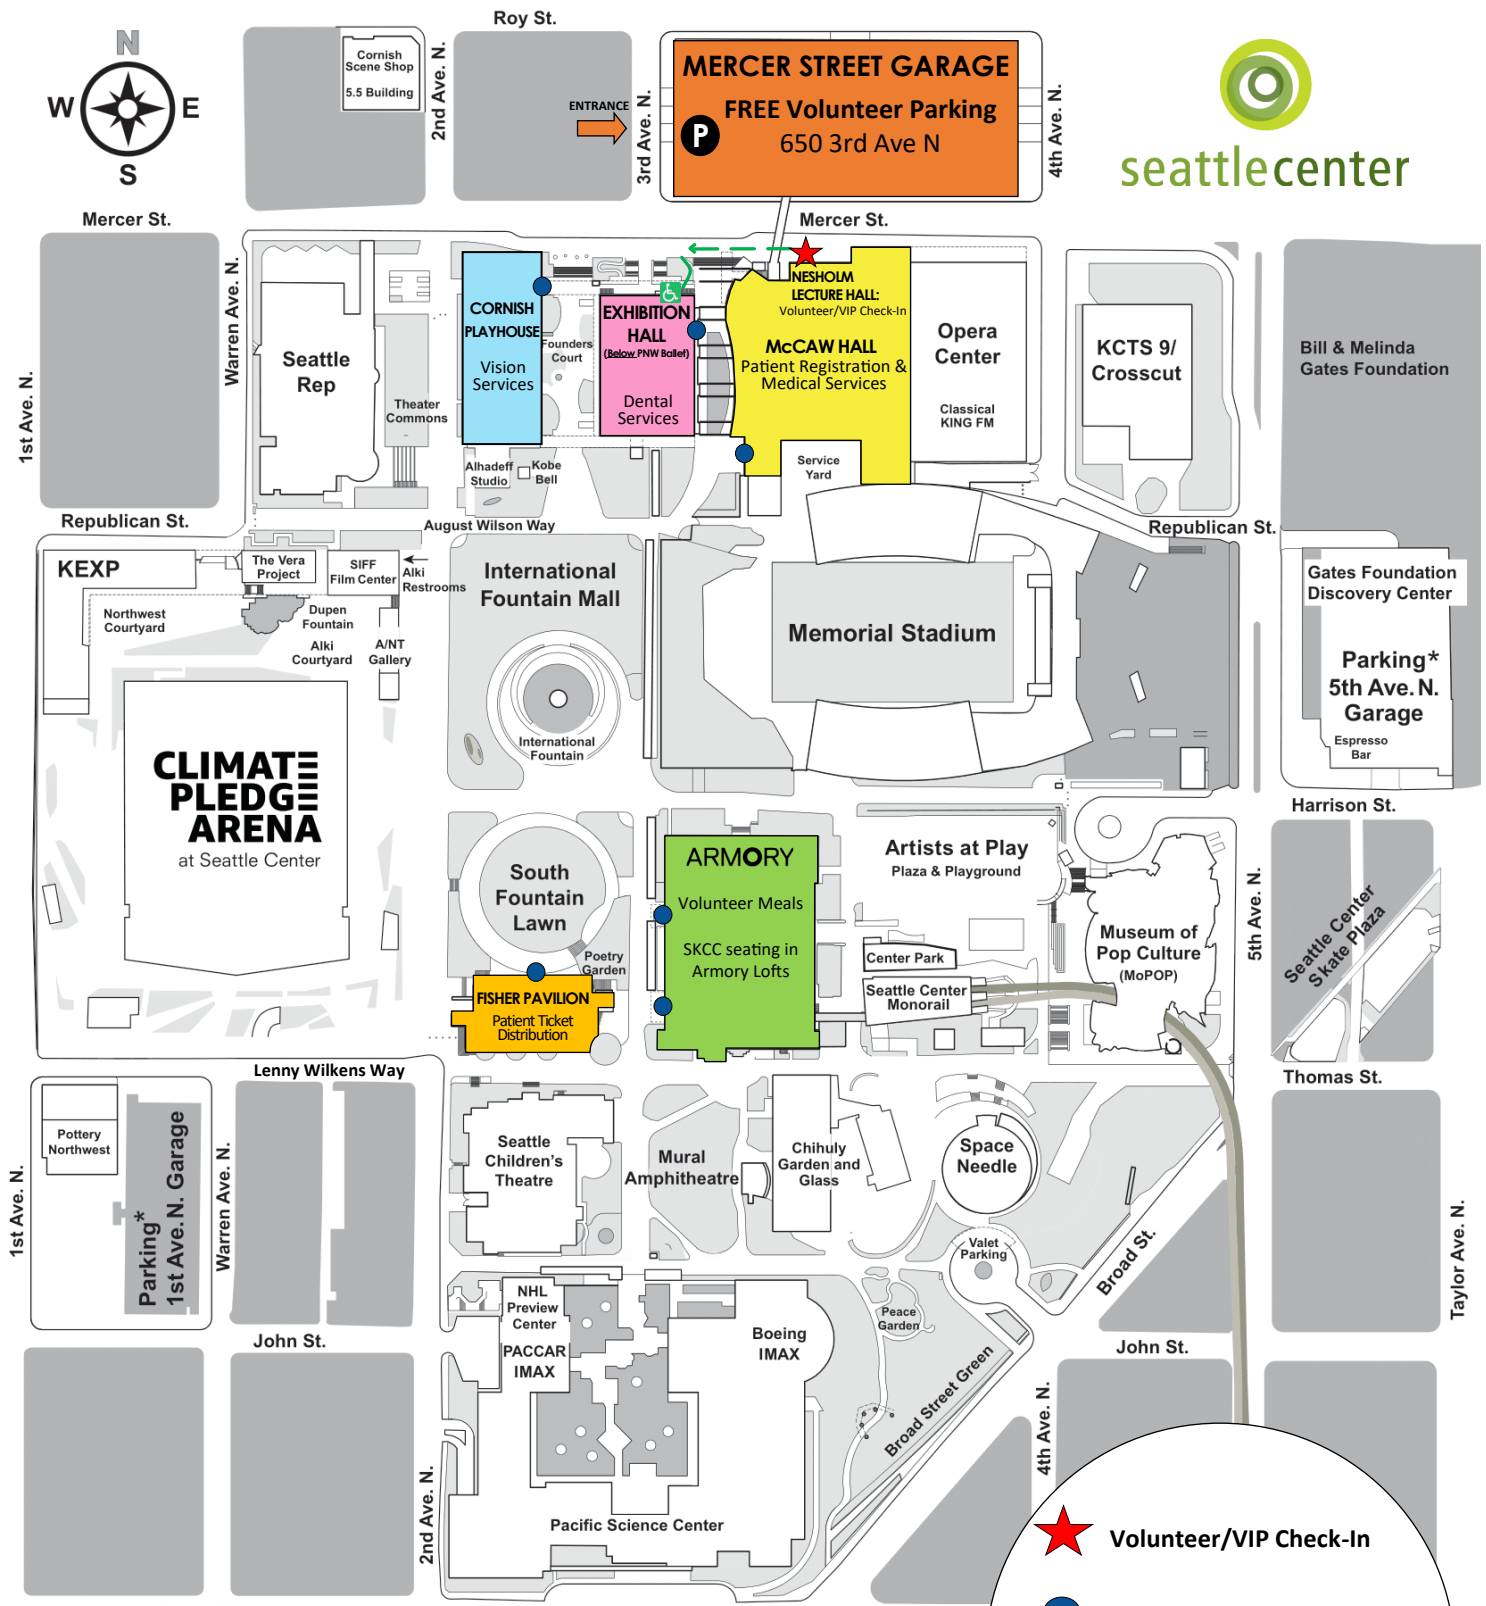 Roy St.
N
W
E
S
Cornish
Scene Shop
5.5 Building
2nd Ave. N.
ENTRANCE
3rd Ave. N.
MERCER STREET GARAGE
FREE Volunteer Parking
P
650 3rd Ave N
4th Ave. N.
seattlecenter
Mercer St.
Mercer St.
Warren Ave. N.
1st Ave. N.
Seattle
Rep
Theater
Commons
CORNISH
PLAYHOUSE
Vision
Services
Founders
Court
EXHIBITION
HALL
(Below PNW Ballet)
Dental
Services
NESHOLM
LECTURE HALL:
Volunteer/VIP Check-In
McCAW HALL
Patient Registration &
Medical Services
Opera
Center
Classical
KING FM
Service
Yard
KCTS 9/
Crosscut
Bill & Melinda
Gates Foundation
Alhadeff
Studio
Kobe
Bell
Republican St.
August Wilson Way
Republican St.
KEXP
The Vera
Project
SIFF
Film Center
Alki
Restrooms
Northwest
Courtyard
Dupen
Fountain
Alki
Courtyard
A/NT
Gallery
International
Fountain Mall
International
Fountain
Memorial Stadium
Gates Foundation
Discovery Center
Parking*
5th Ave. N.
Garage
Espresso
Bar
CLIMATE
PLEDGE
ARENA
at Seattle Center
Harrison St.
South
Fountain
Lawn
Poetry
Garden
FISHER PAVILION
Patient Ticket
Distribution
ARMORY
Volunteer Meals
SKCC seating in
Armory Lofts
Artists at Play
Plaza & Playground
Center Park
Seattle Center
Monorail
Museum of
Pop Culture
(MoPOP)
5th Ave. N.
Seattle Center
Skate Plaza
Lenny Wilkens Way
Thomas St.
Pottery
Northwest
1st Ave. N.
Parking*
1st Ave. N. Garage
Warren Ave. N.
Seattle
Children's
Theatre
Mural
Amphitheatre
Chihuly
Garden and
Glass
Space
Needle
Valet
Parking
Broad St.
Taylor Ave. N.
John St.
John St.
NHL
Preview
Center
PACCAR
IMAX
Boeing
IMAX
Peace
Garden
Broad Street Green
4th Ave. N.
2nd Ave. N.
Pacific Science Center
Volunteer/VIP Check-In